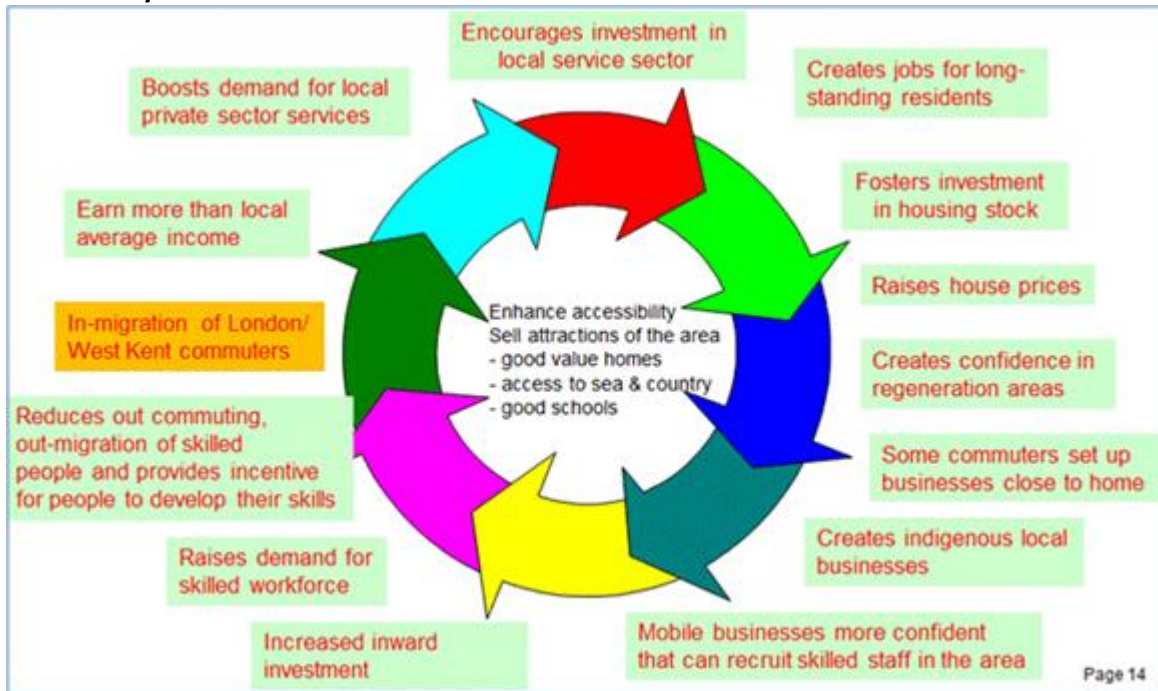 Encourages investment in
local service sector
Creates jobs for long-
standing residents
Fosters investment
in housing stock
Raises house prices
Creates confidence in
regeneration areas
Some commuters set up
businesses close to home
Creates indigenous local
businesses
Mobile businesses more confident
that can recruit skilled staff in the area
Increased inward
investment
Raises demand for
skilled workforce
Reduces out commuting,
out-migration of skilled
people and provides incentive
for people to develop their skills
In-migration of London/
West Kent commuters
Earn more than local
average income
Boosts demand for local
private sector services
Enhance accessibility
Sell attractions of the area
- good value homes
- access to sea & country
- good schools
Page 14